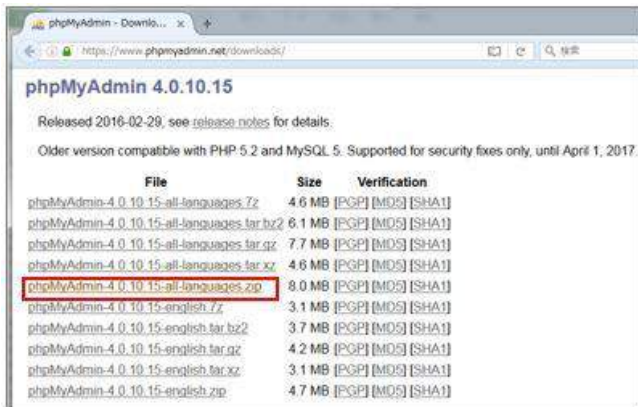 phpMyAdmin - Downlo... ×
https://www.phpmyadmin.net/downloads/
検索
phpMyAdmin 4.0.10.15
Released 2016-02-29, see release notes for details.
Older version compatible with PHP 5.2 and MySQL 5. Supported for security fixes only, until April 1, 2017.
File Size Verification
phpMyAdmin-4.0.10.15-all-languages.7z 4.6 MB [PGP] [MD5] [SHA1]
phpMyAdmin-4.0.10.15-all-languages.tar.bz2 6.1 MB [PGP] [MD5] [SHA1]
phpMyAdmin-4.0.10.15-all-languages.tar.gz 7.7 MB [PGP] [MD5] [SHA1]
phpMyAdmin-4.0.10.15-all-languages.tar.xz 4.6 MB [PGP] [MD5] [SHA1]
phpMyAdmin-4.0.10.15-all-languages.zip 8.0 MB [PGP] [MD5] [SHA1]
phpMyAdmin-4.0.10.15-english.7z 3.1 MB [PGP] [MD5] [SHA1]
phpMyAdmin-4.0.10.15-english.tar.bz2 3.7 MB [PGP] [MD5] [SHA1]
phpMyAdmin-4.0.10.15-english.tar.gz 4.2 MB [PGP] [MD5] [SHA1]
phpMyAdmin-4.0.10.15-english.tar.xz 3.1 MB [PGP] [MD5] [SHA1]
phpMyAdmin-4.0.10.15-english.zip 4.7 MB [PGP] [MD5] [SHA1]